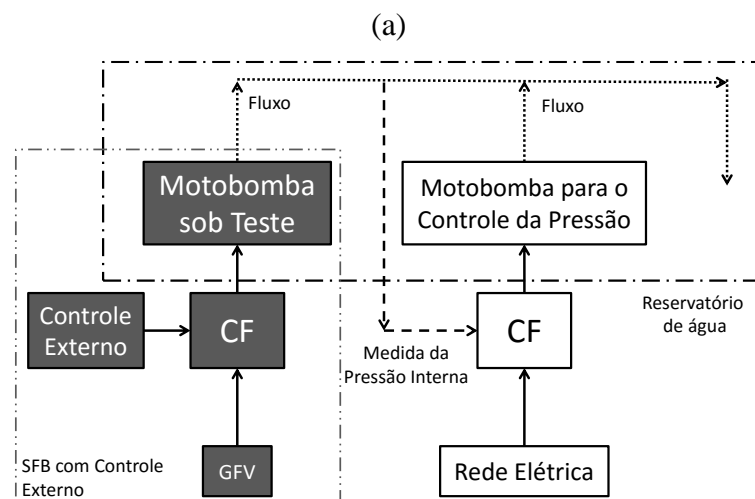 (a)
Fluxo
Fluxo
Motobomba
sob Teste
Motobomba para o
Controle da Pressão
Controle
Externo
CF
CF
Reservatório
de água
Medida da
Pressão Interna
SFB com Controle
Externo
GFV
Rede Elétrica